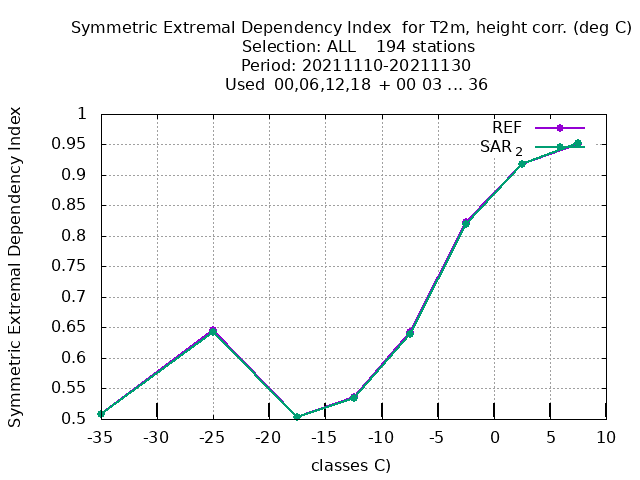 Symmetric Extremal Dependency Index  for T2m, height corr. (deg C)
Selection: ALL    194 stations
Period: 20211110-20211130
Used  00,06,12,18  + 00 03 ... 36
Symmetric Extremal Dependency Index
1
0.95
0.9
0.85
0.8
0.75
0.7
0.65
0.6
0.55
0.5
REF
SAR 2
-35 -30 -25 -20 -15 -10 -5 0 5 10
classes C)